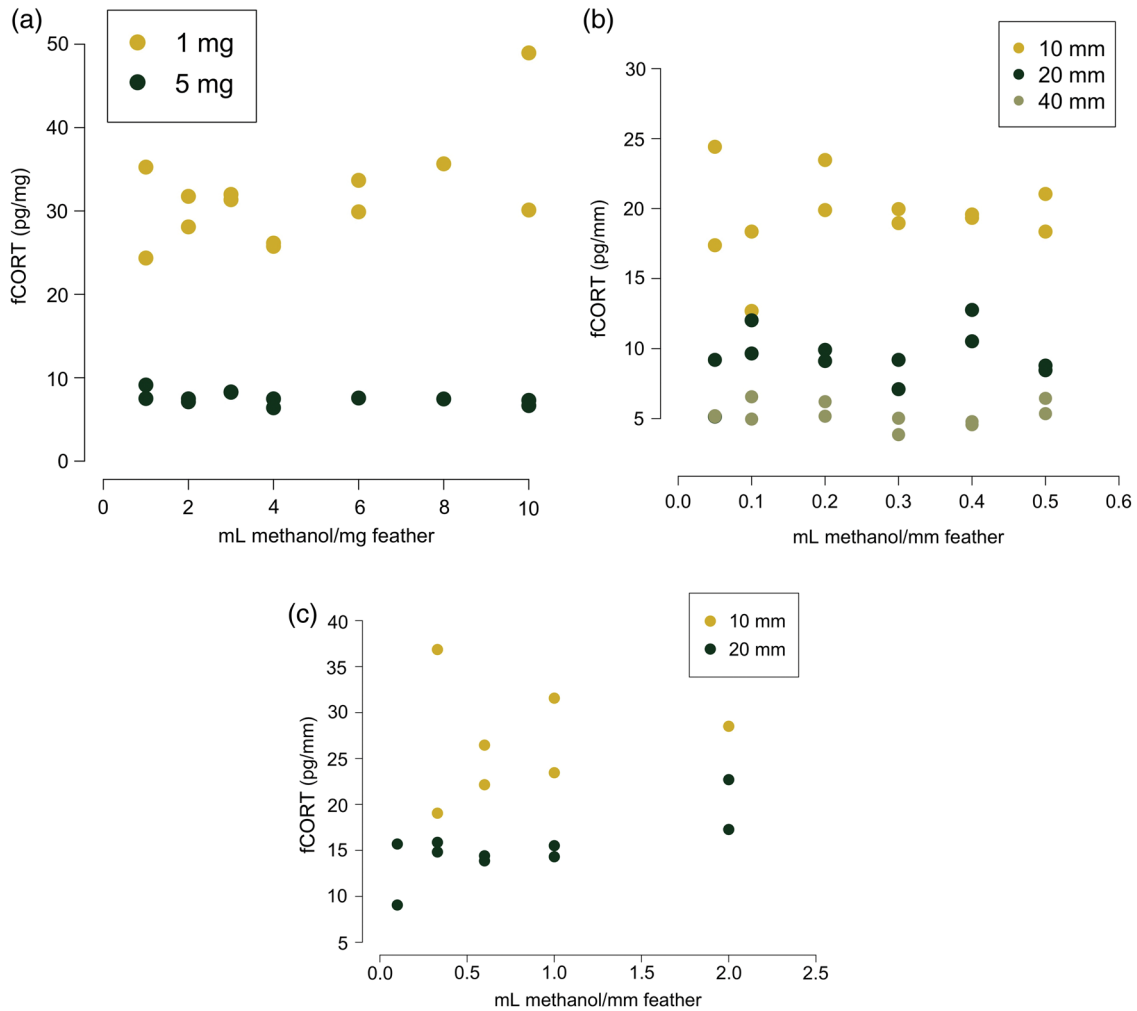 (a)
1 mg
5 mg
50
40
30
20
10
0
fCORT (pg/mg)
0 2 4 6 8 10
mL methanol/mg feather
(b)
10 mm
20 mm
40 mm
30
25
20
15
10
5
fCORT (pg/mm)
0.0 0.1 0.2 0.3 0.4 0.5 0.6
mL methanol/mm feather
(c)
10 mm
20 mm
40
35
30
25
20
15
10
5
fCORT (pg/mm)
0.0 0.5 1.0 1.5 2.0 2.5
mL methanol/mm feather